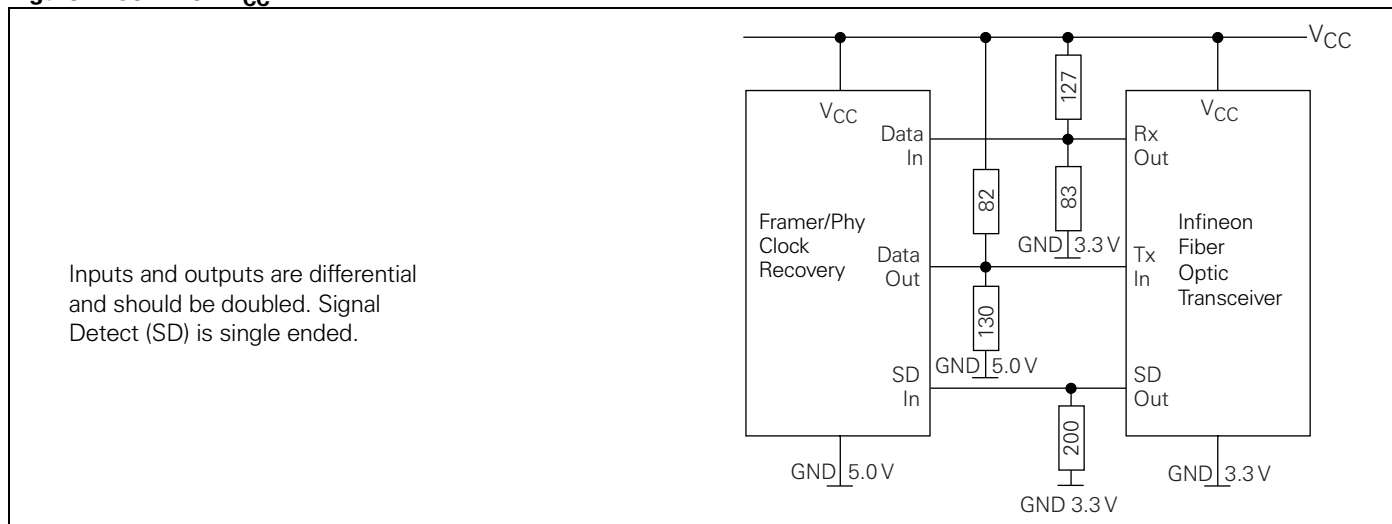 Inputs and outputs are differential
and should be doubled. Signal
Detect (SD) is single ended.
VCC
VCC
Data
In
Framer/Phy
Clock
Recovery
Data
Out
SD
In
GND 5.0 V
127
83
GND 3.3 V
82
130
GND 5.0 V
200
GND 3.3 V
VCC
Rx
Out
Infineon
Fiber
Optic
Transceiver
Tx
In
SD
Out
GND 3.3 V